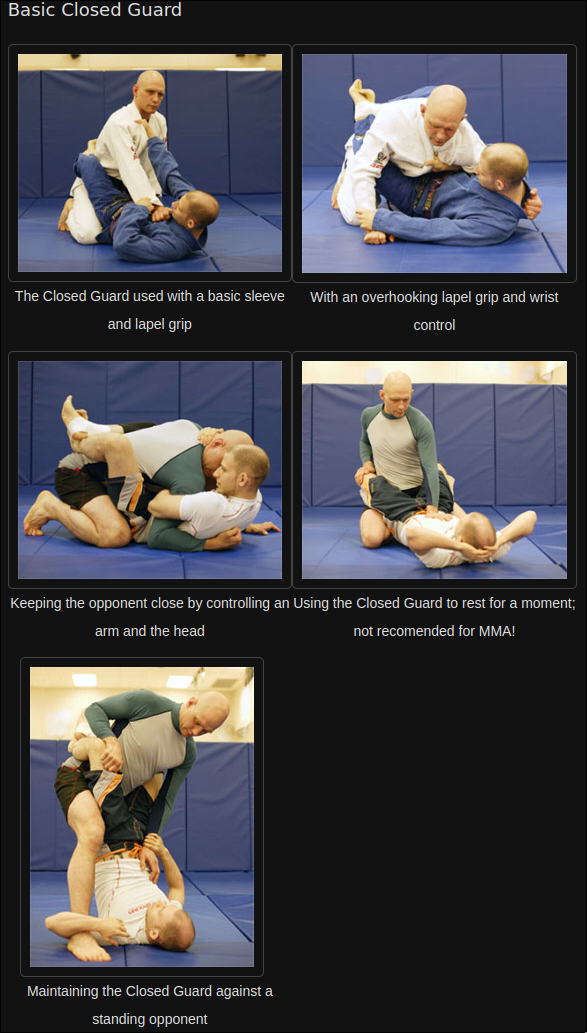 Basic Closed Guard
The Closed Guard used with a basic sleeve
and lapel grip
With an overhooking lapel grip and wrist
control
Keeping the opponent close by controlling an
arm and the head
Using the Closed Guard to rest for a moment;
not recomended for MMA!
Maintaining the Closed Guard against a
standing opponent